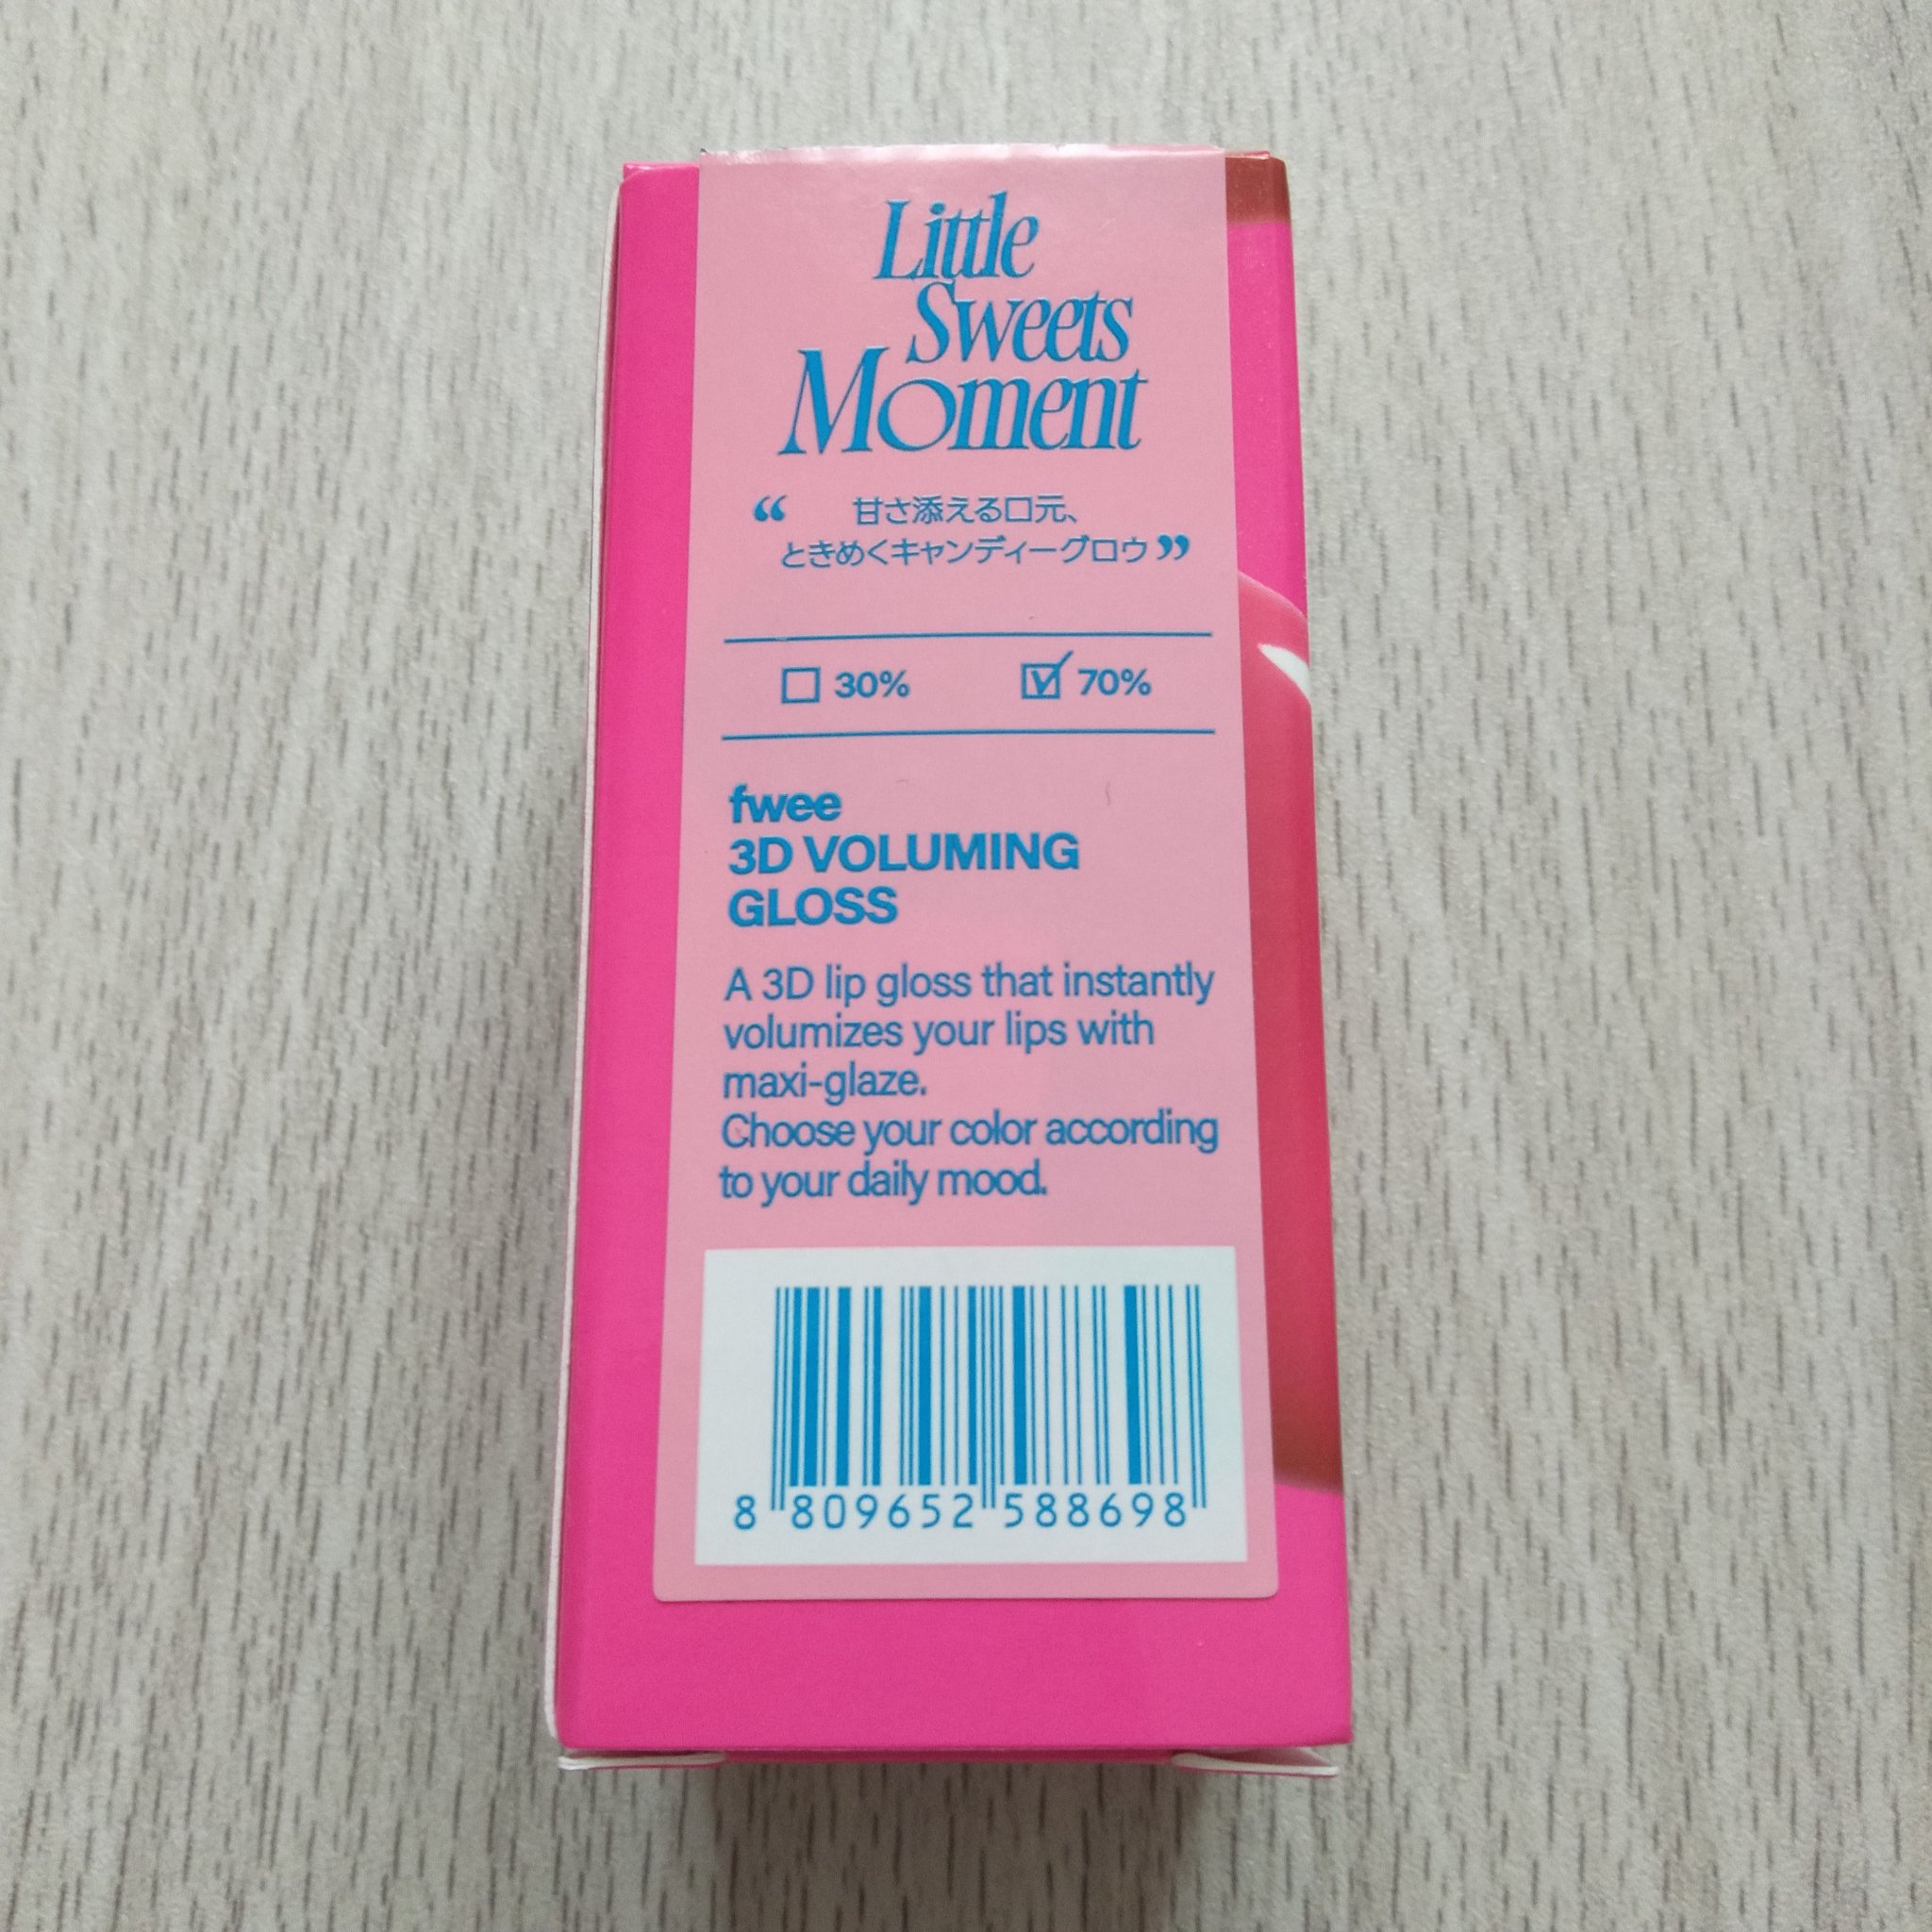 Little
Sweets
Moment
“ 甘さ添える口元、
ときめくキャンディーグロウ ”
30% 70%
fwee
3D VOLUMING
GLOSS
A 3D lip gloss that instantly
volumizes your lips with
maxi-glaze.
Choose your color according
to your daily mood.
8 809652 588698